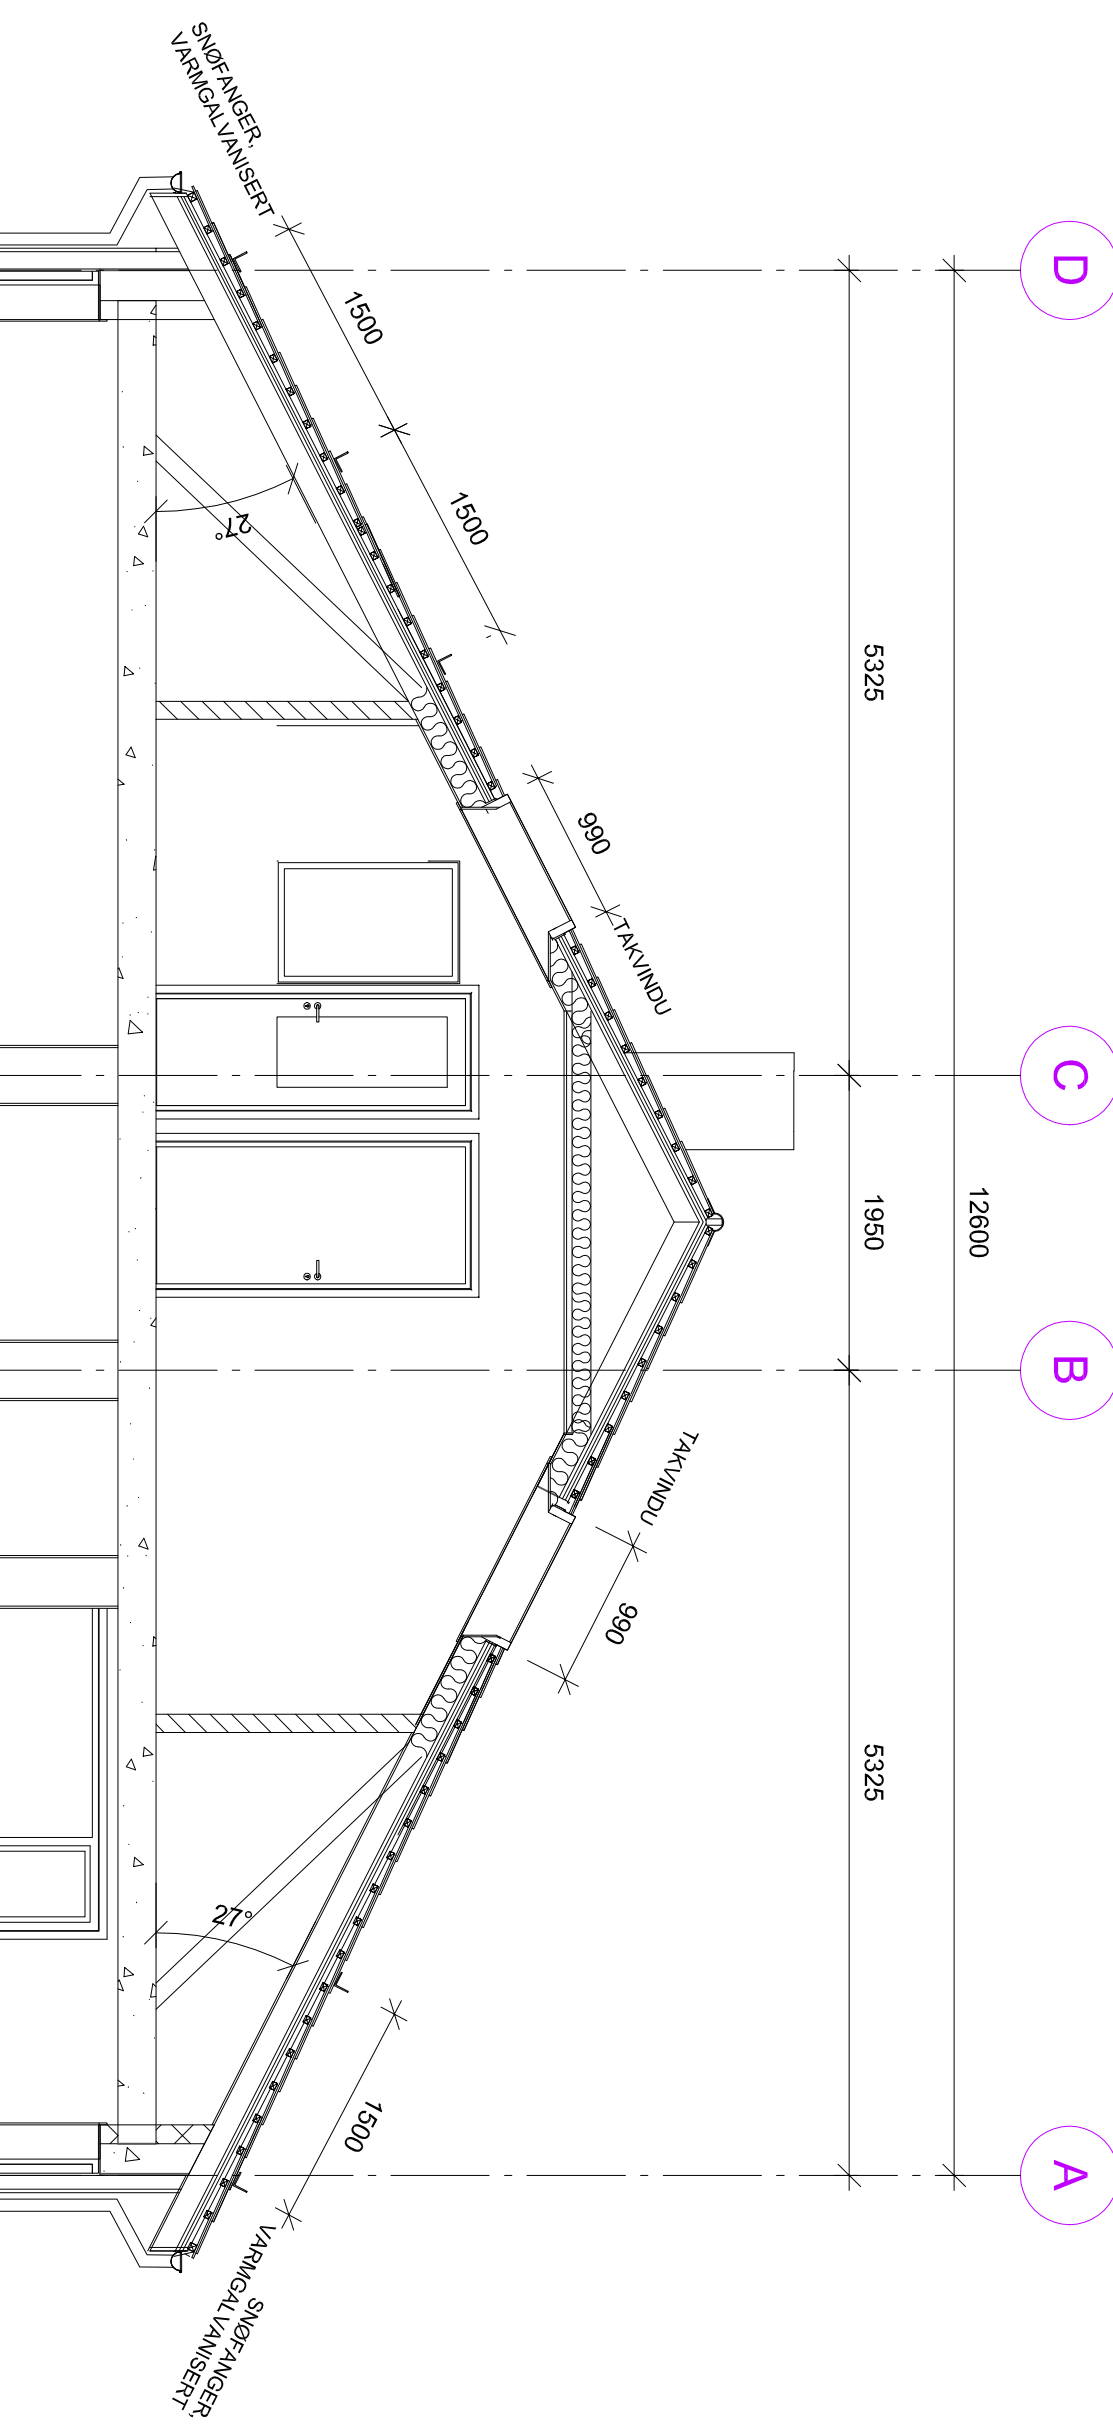 D
C
B
A
12600
5325
1950
5325
SNØFANGER,
VARMGALVANISERT
1500
1500
990
TAKVINDU
TAKVINDU
990
1500
SNØFANGER,
VARMGALVANISERT
27°
27°